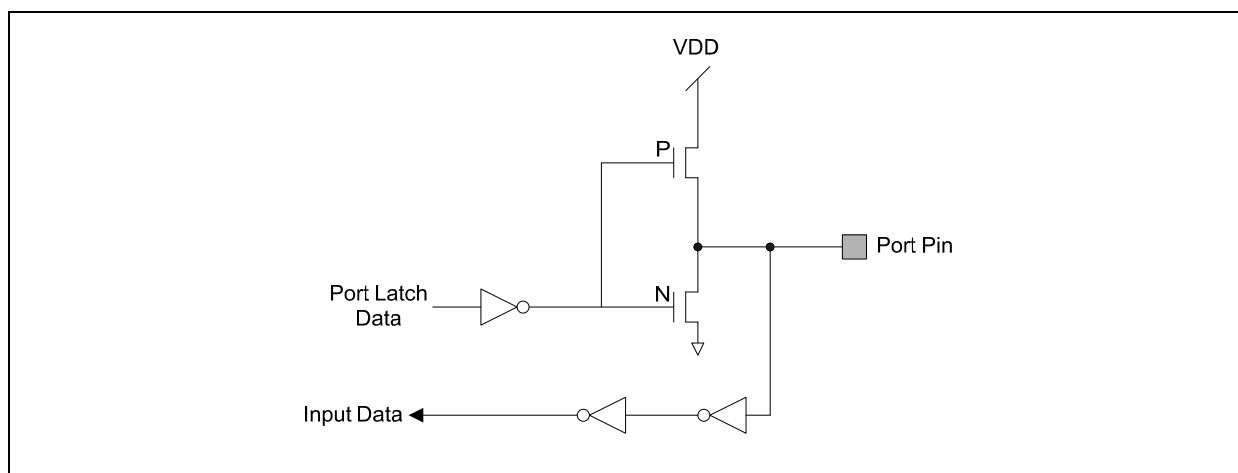 VDD
P
Port Pin
N
Port Latch
Data
Input Data